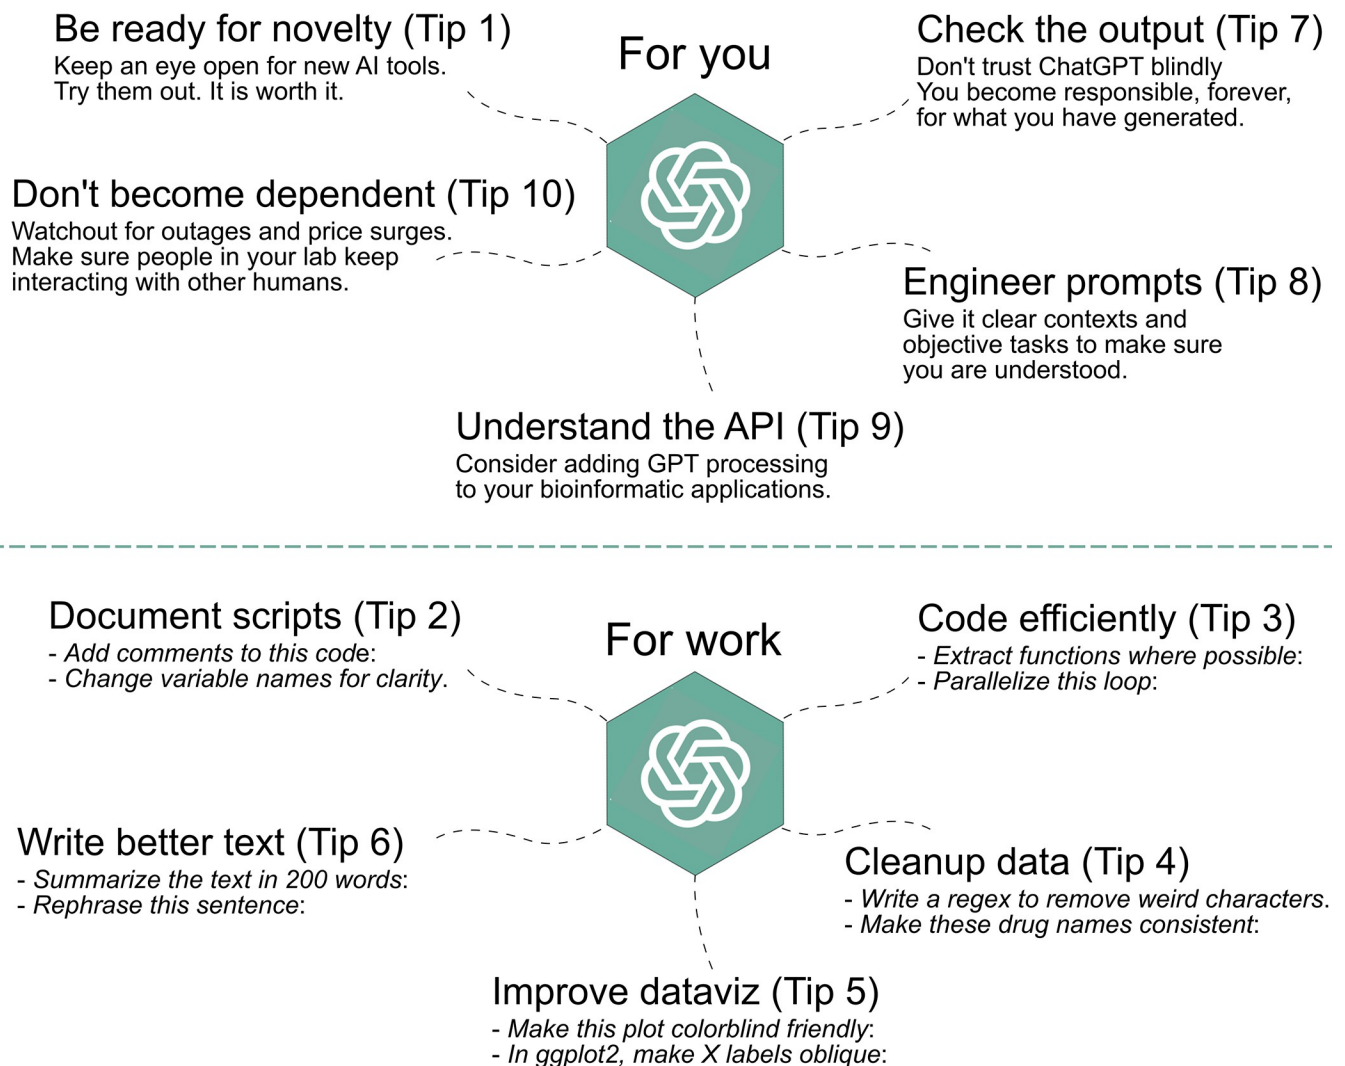 For you
Be ready for novelty (Tip 1)
Keep an eye open for new AI tools.
Try them out. It is worth it.
Check the output (Tip 7)
Don't trust ChatGPT blindly
You become responsible, forever,
for what you have generated.
Don't become dependent (Tip 10)
Watchout for outages and price surges.
Make sure people in your lab keep
interacting with other humans.
Engineer prompts (Tip 8)
Give it clear contexts and
objective tasks to make sure
you are understood.
Understand the API (Tip 9)
Consider adding GPT processing
to your bioinformatic applications.
For work
Document scripts (Tip 2)
- Add comments to this code:
- Change variable names for clarity.
Code efficiently (Tip 3)
- Extract functions where possible:
- Parallelize this loop:
Write better text (Tip 6)
- Summarize the text in 200 words:
- Rephrase this sentence:
Cleanup data (Tip 4)
- Write a regex to remove weird characters.
- Make these drug names consistent:
Improve dataviz (Tip 5)
- Make this plot colorblind friendly:
- In ggplot2, make X labels oblique: